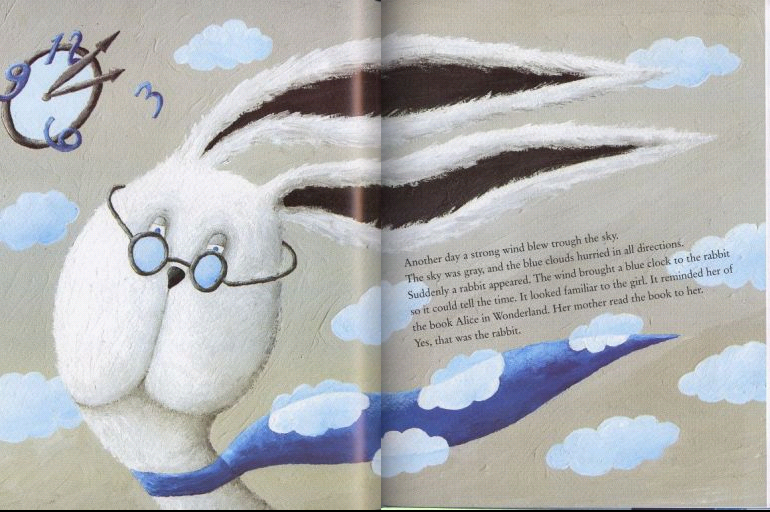 12
9
3
6
Another day a strong wind blew trough the sky.
The sky was gray, and the blue clouds hurried in all directions.
Suddenly a rabbit appeared. The wind brought a blue clock to the rabbit
so it could tell the time. It looked familiar to the girl. It reminded her of
the book Alice in Wonderland. Her mother read the book to her.
Yes, that was the rabbit.